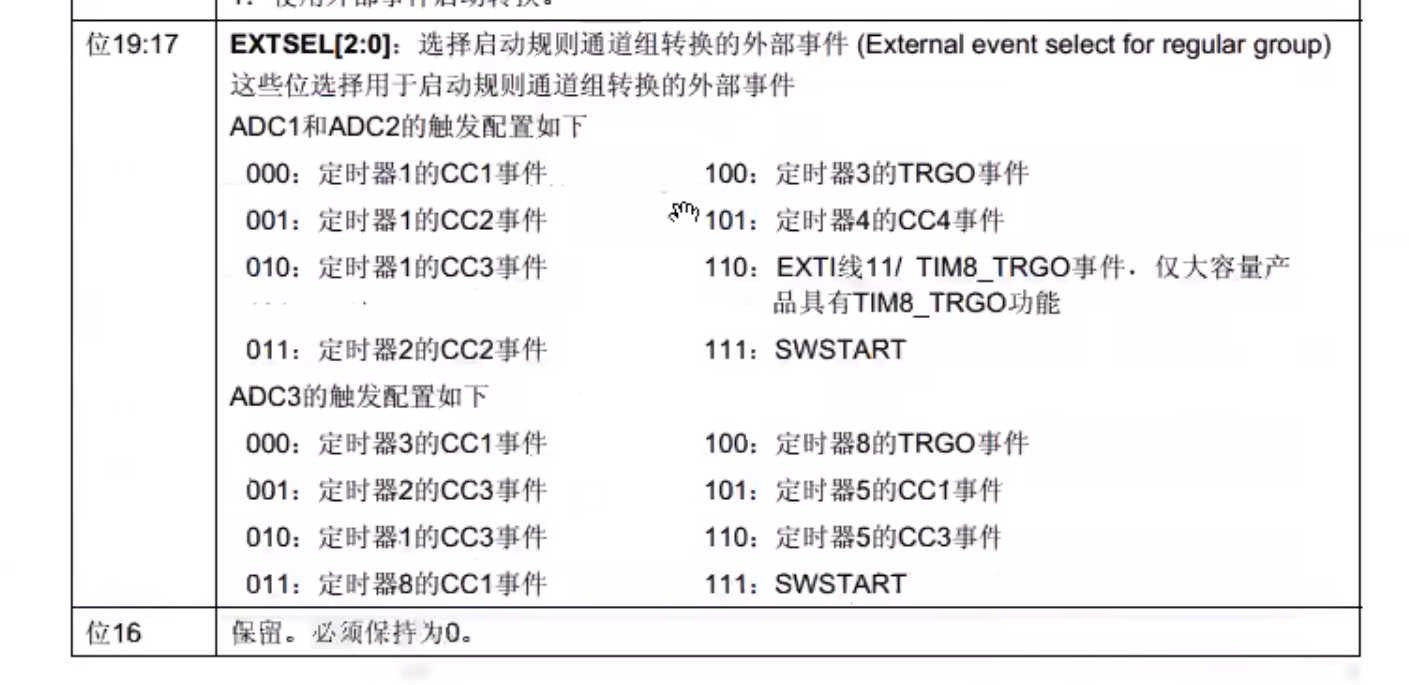 1：使用外部事件启动转换。
位19:17
EXTSEL[2:0]：选择启动规则通道组转换的外部事件 (External event select for regular group)
这些位选择用于启动规则通道组转换的外部事件
ADC1和ADC2的触发配置如下
000：定时器1的CC1事件 100：定时器3的TRGO事件
001：定时器1的CC2事件 101：定时器4的CC4事件
010：定时器1的CC3事件 110：EXTI线11/ TIM8_TRGO事件．仅大容量产
品具有TIM8_TRGO功能
011：定时器2的CC2事件 111：SWSTART
ADC3的触发配置如下
000：定时器3的CC1事件 100：定时器8的TRGO事件
001：定时器2的CC3事件 101：定时器5的CC1事件
010：定时器1的CC3事件 110：定时器5的CC3事件
011：定时器8的CC1事件 111：SWSTART
位16 保留。必须保持为0。